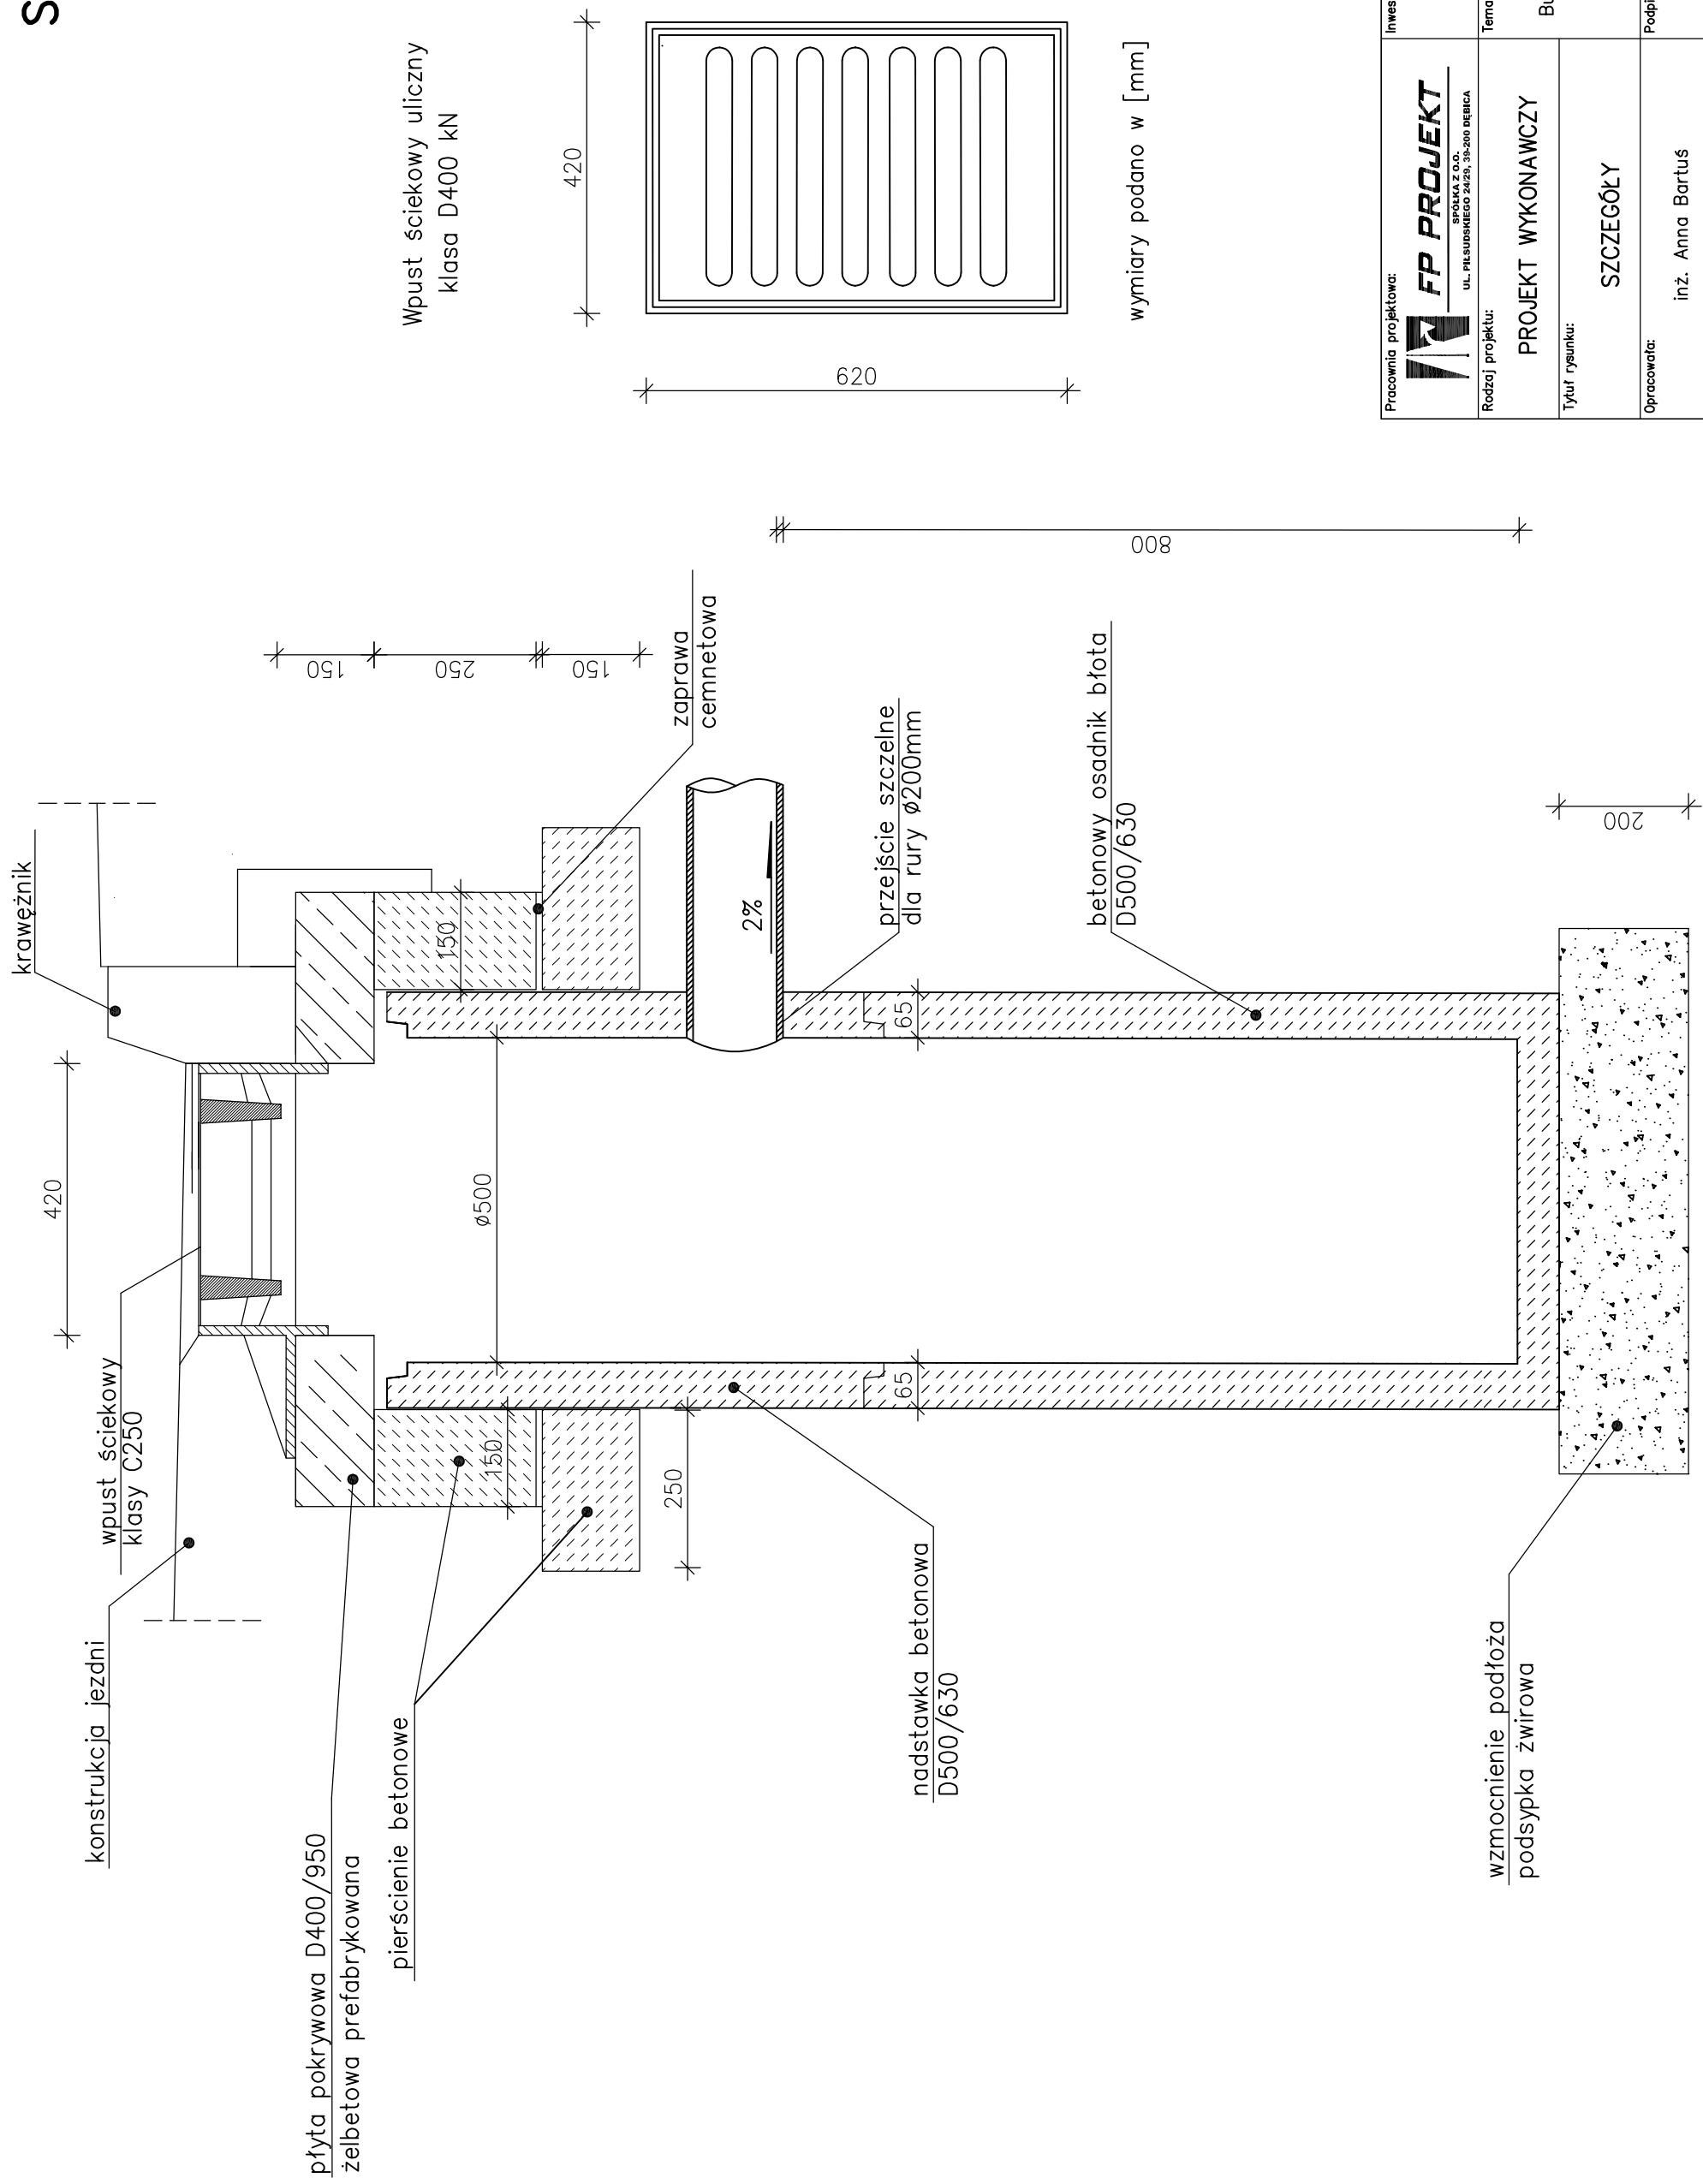 S
krawężnik
420
wpust ściekowy
klasy C250
konstrukcja jezdni
płyta pokrywowa D400/950
żelbetowa prefabrykowana
pierścienie betonowe
150
250
150
150
150
250
ø500
zaprawa
cemnetowa
2%
przejście szczelne
dla rury ø200mm
65
65
nadstawka betonowa
D500/630
betonowy osadnik błota
D500/630
800
200
wzmocnienie podłoża
podsypka żwirowa
Wpust ściekowy uliczny
klasa D400 kN
420
620
wymiary podano w [mm]
Pracownia projektowa:
FP PROJEKT
SPÓŁKA Z O.O.
UL. PIŁSUDSKIEGO 24/29, 39-200 DĘBICA
Inwes
Rodzaj projektu:
PROJEKT WYKONAWCZY
Tema
Bu
Tytuł rysunku:
SZCZEGÓŁY
Opracowała:
inż. Anna Bartuś
Podpi